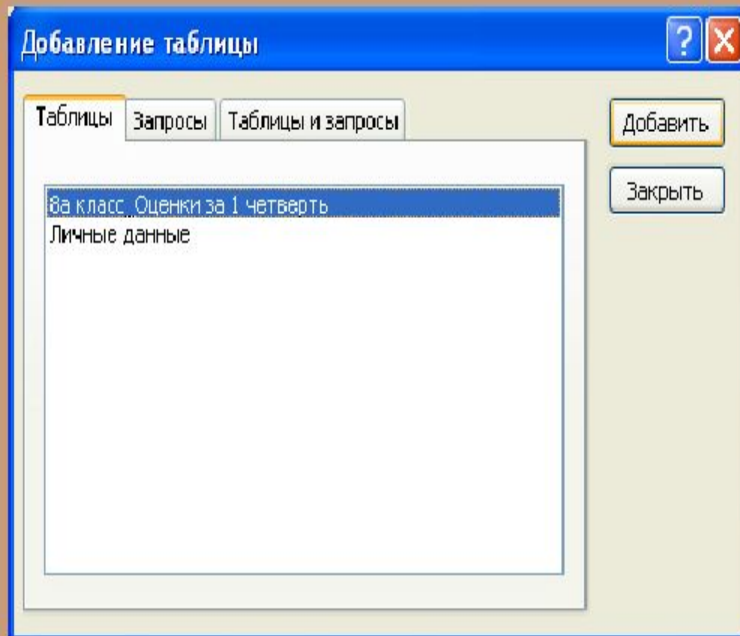 Добавление таблицы
Таблицы Запросы Таблицы и запросы
Добавить
Закрыть
8а класс_Оценки за 1 четверть
Личные данные